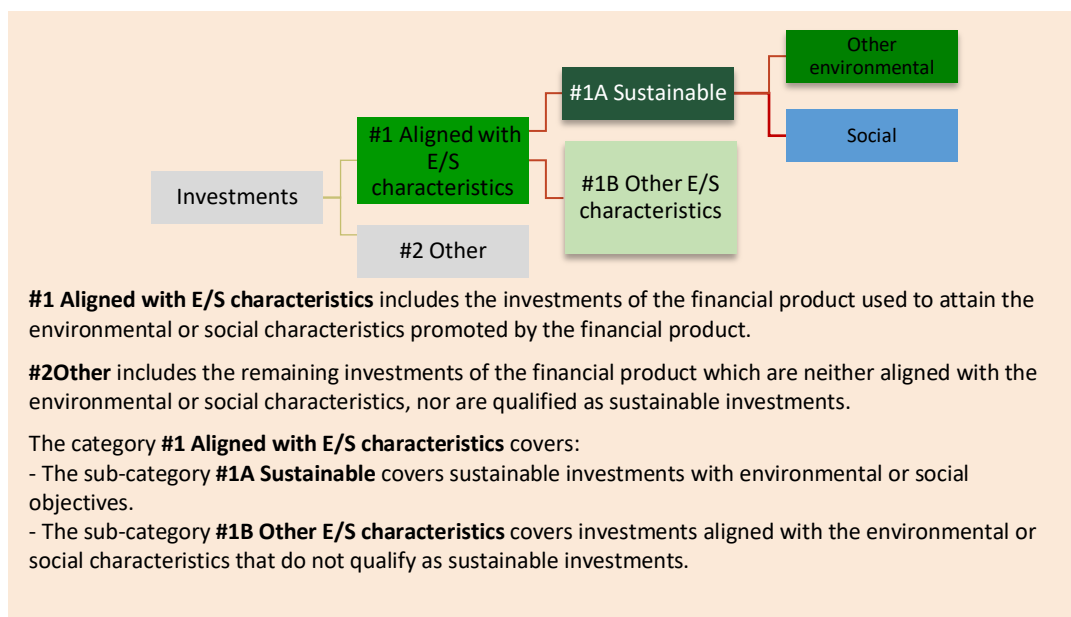 Other
environmental
#1A Sustainable
Social
#1 Aligned with
E/S
characteristics
#1B Other E/S
characteristics
Investments
#2 Other
#1 Aligned with E/S characteristics includes the investments of the financial product used to attain the
environmental or social characteristics promoted by the financial product.
#2Other includes the remaining investments of the financial product which are neither aligned with the
environmental or social characteristics, nor are qualified as sustainable investments.
The category #1 Aligned with E/S characteristics covers:
- The sub-category #1A Sustainable covers sustainable investments with environmental or social
objectives.
- The sub-category #1B Other E/S characteristics covers investments aligned with the environmental or
social characteristics that do not qualify as sustainable investments.